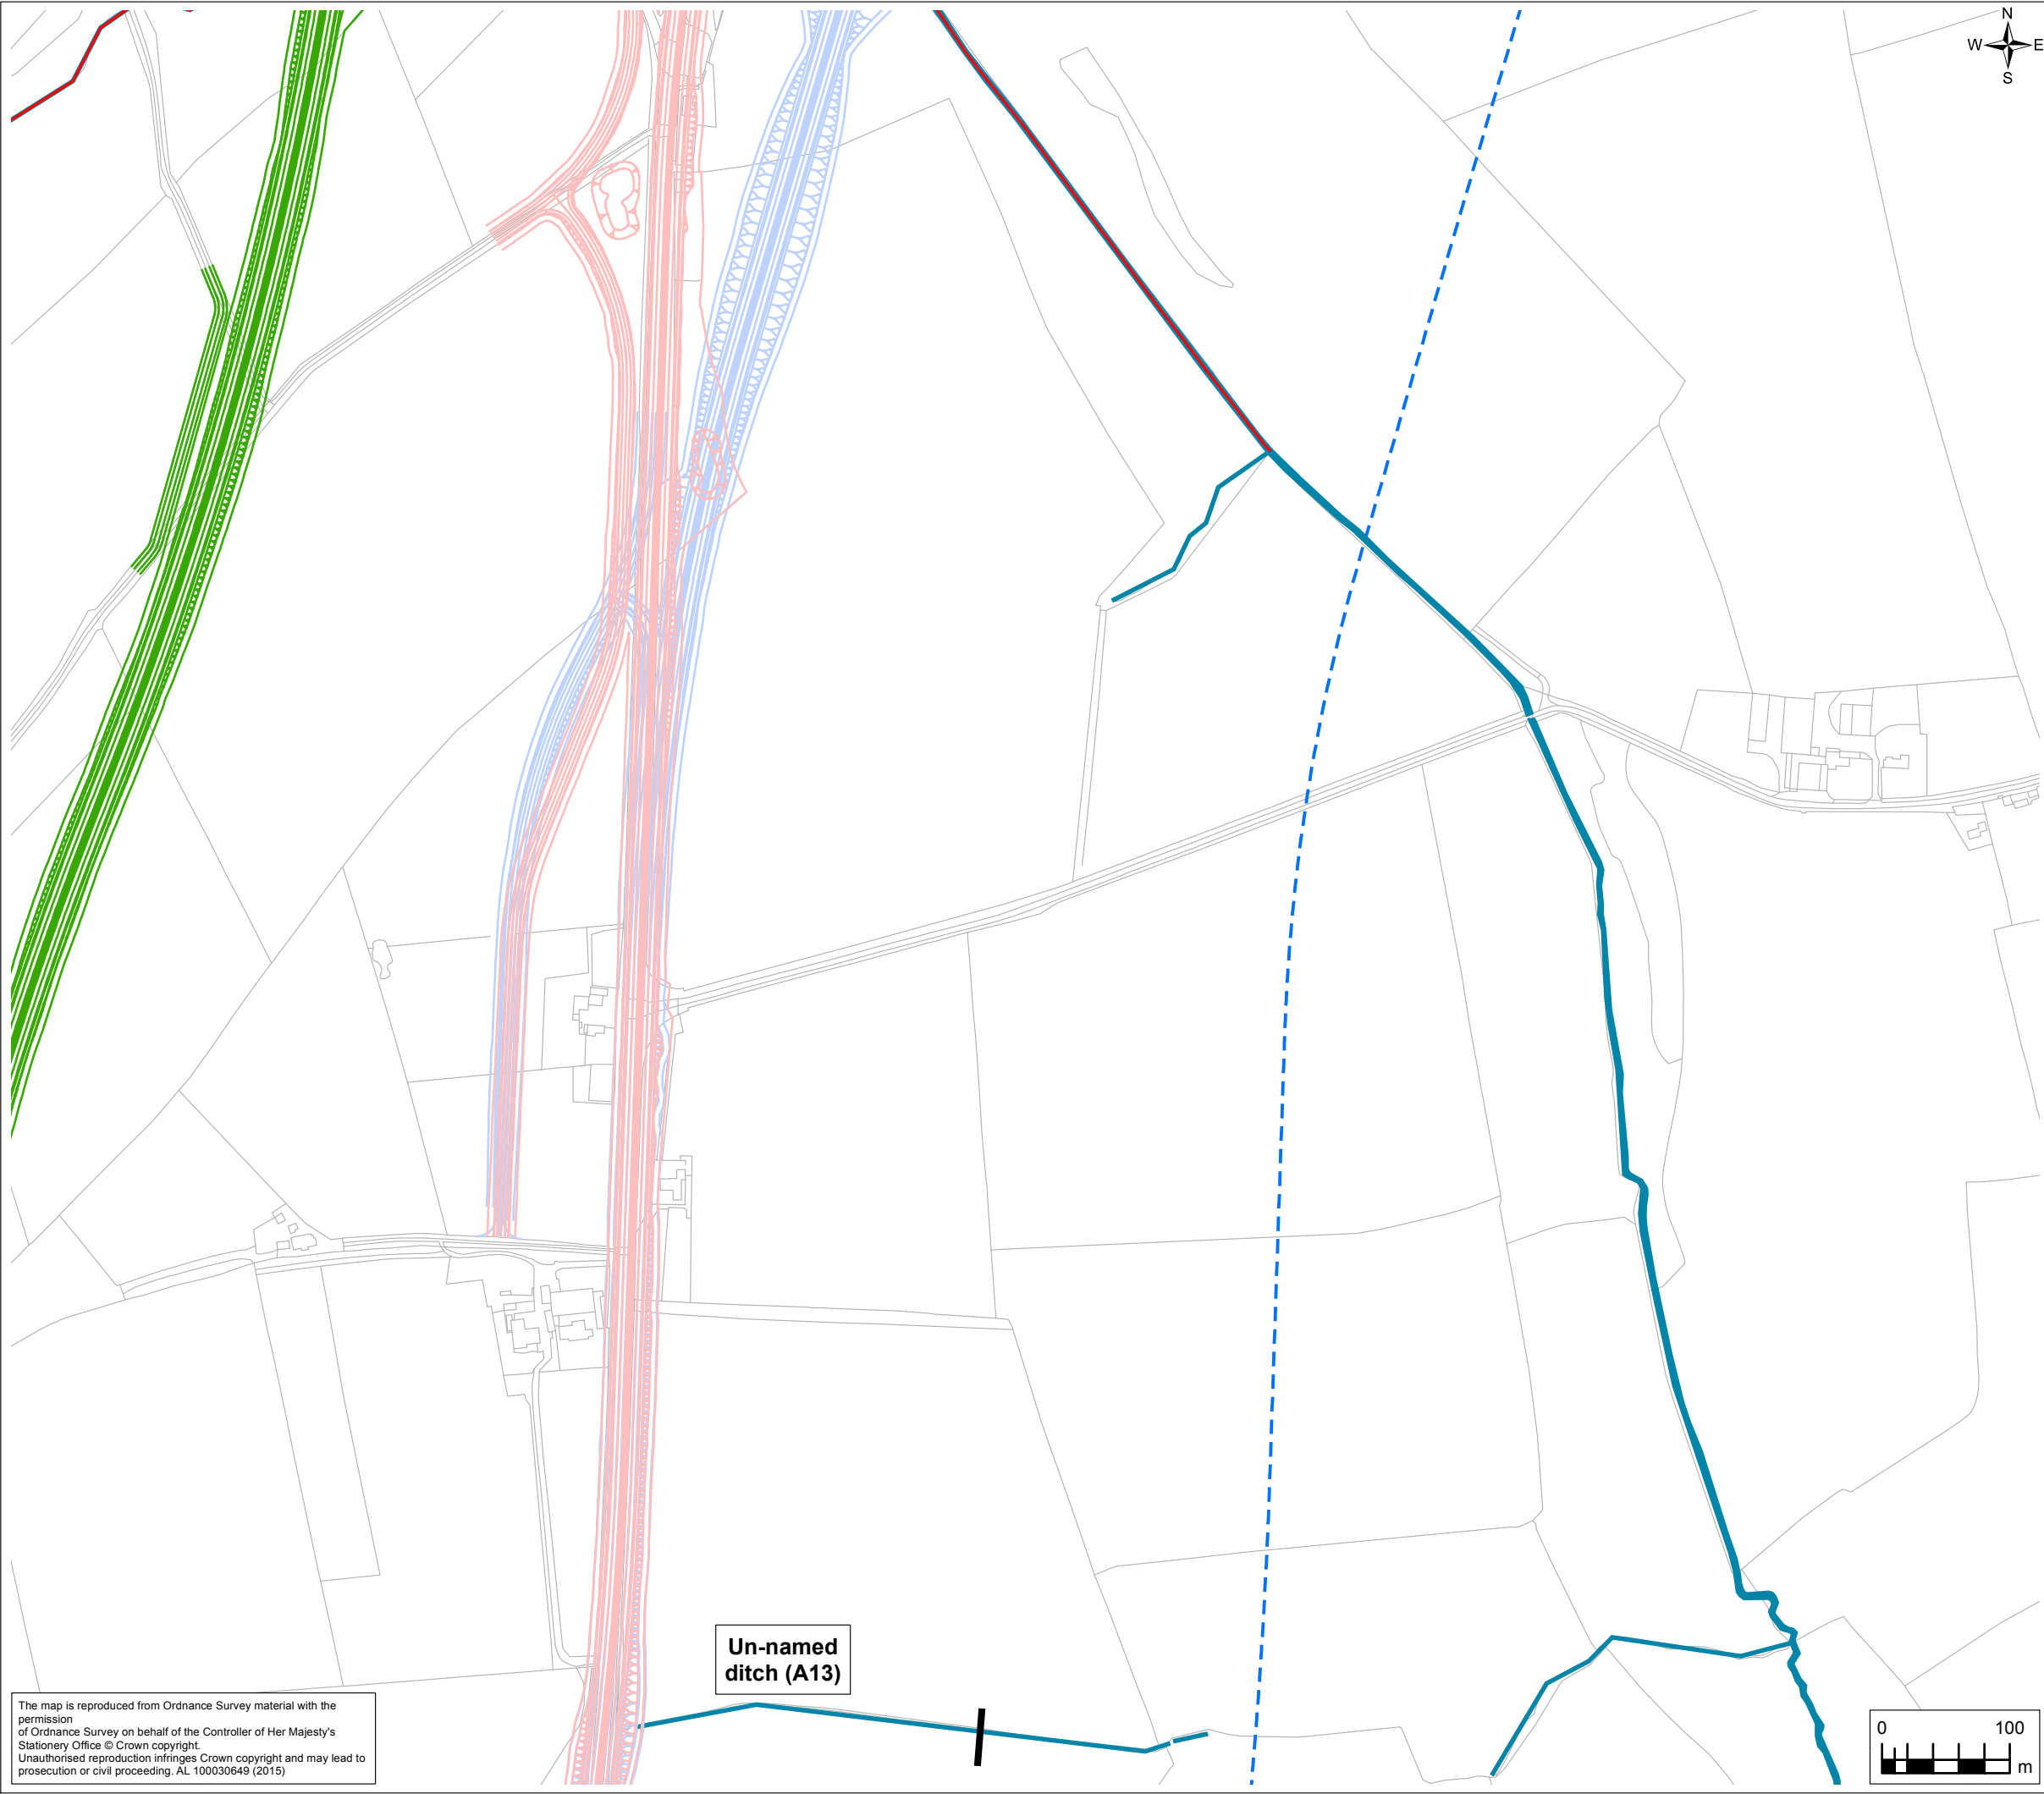 N
W E
S
Un-named
ditch (A13)
The map is reproduced from Ordnance Survey material with the
permission
of Ordnance Survey on behalf of the Controller of Her Majesty's
Stationery Office © Crown copyright.
Unauthorised reproduction infringes Crown copyright and may lead to
prosecution or civil proceeding. AL 100030649 (2015)
0 100
m